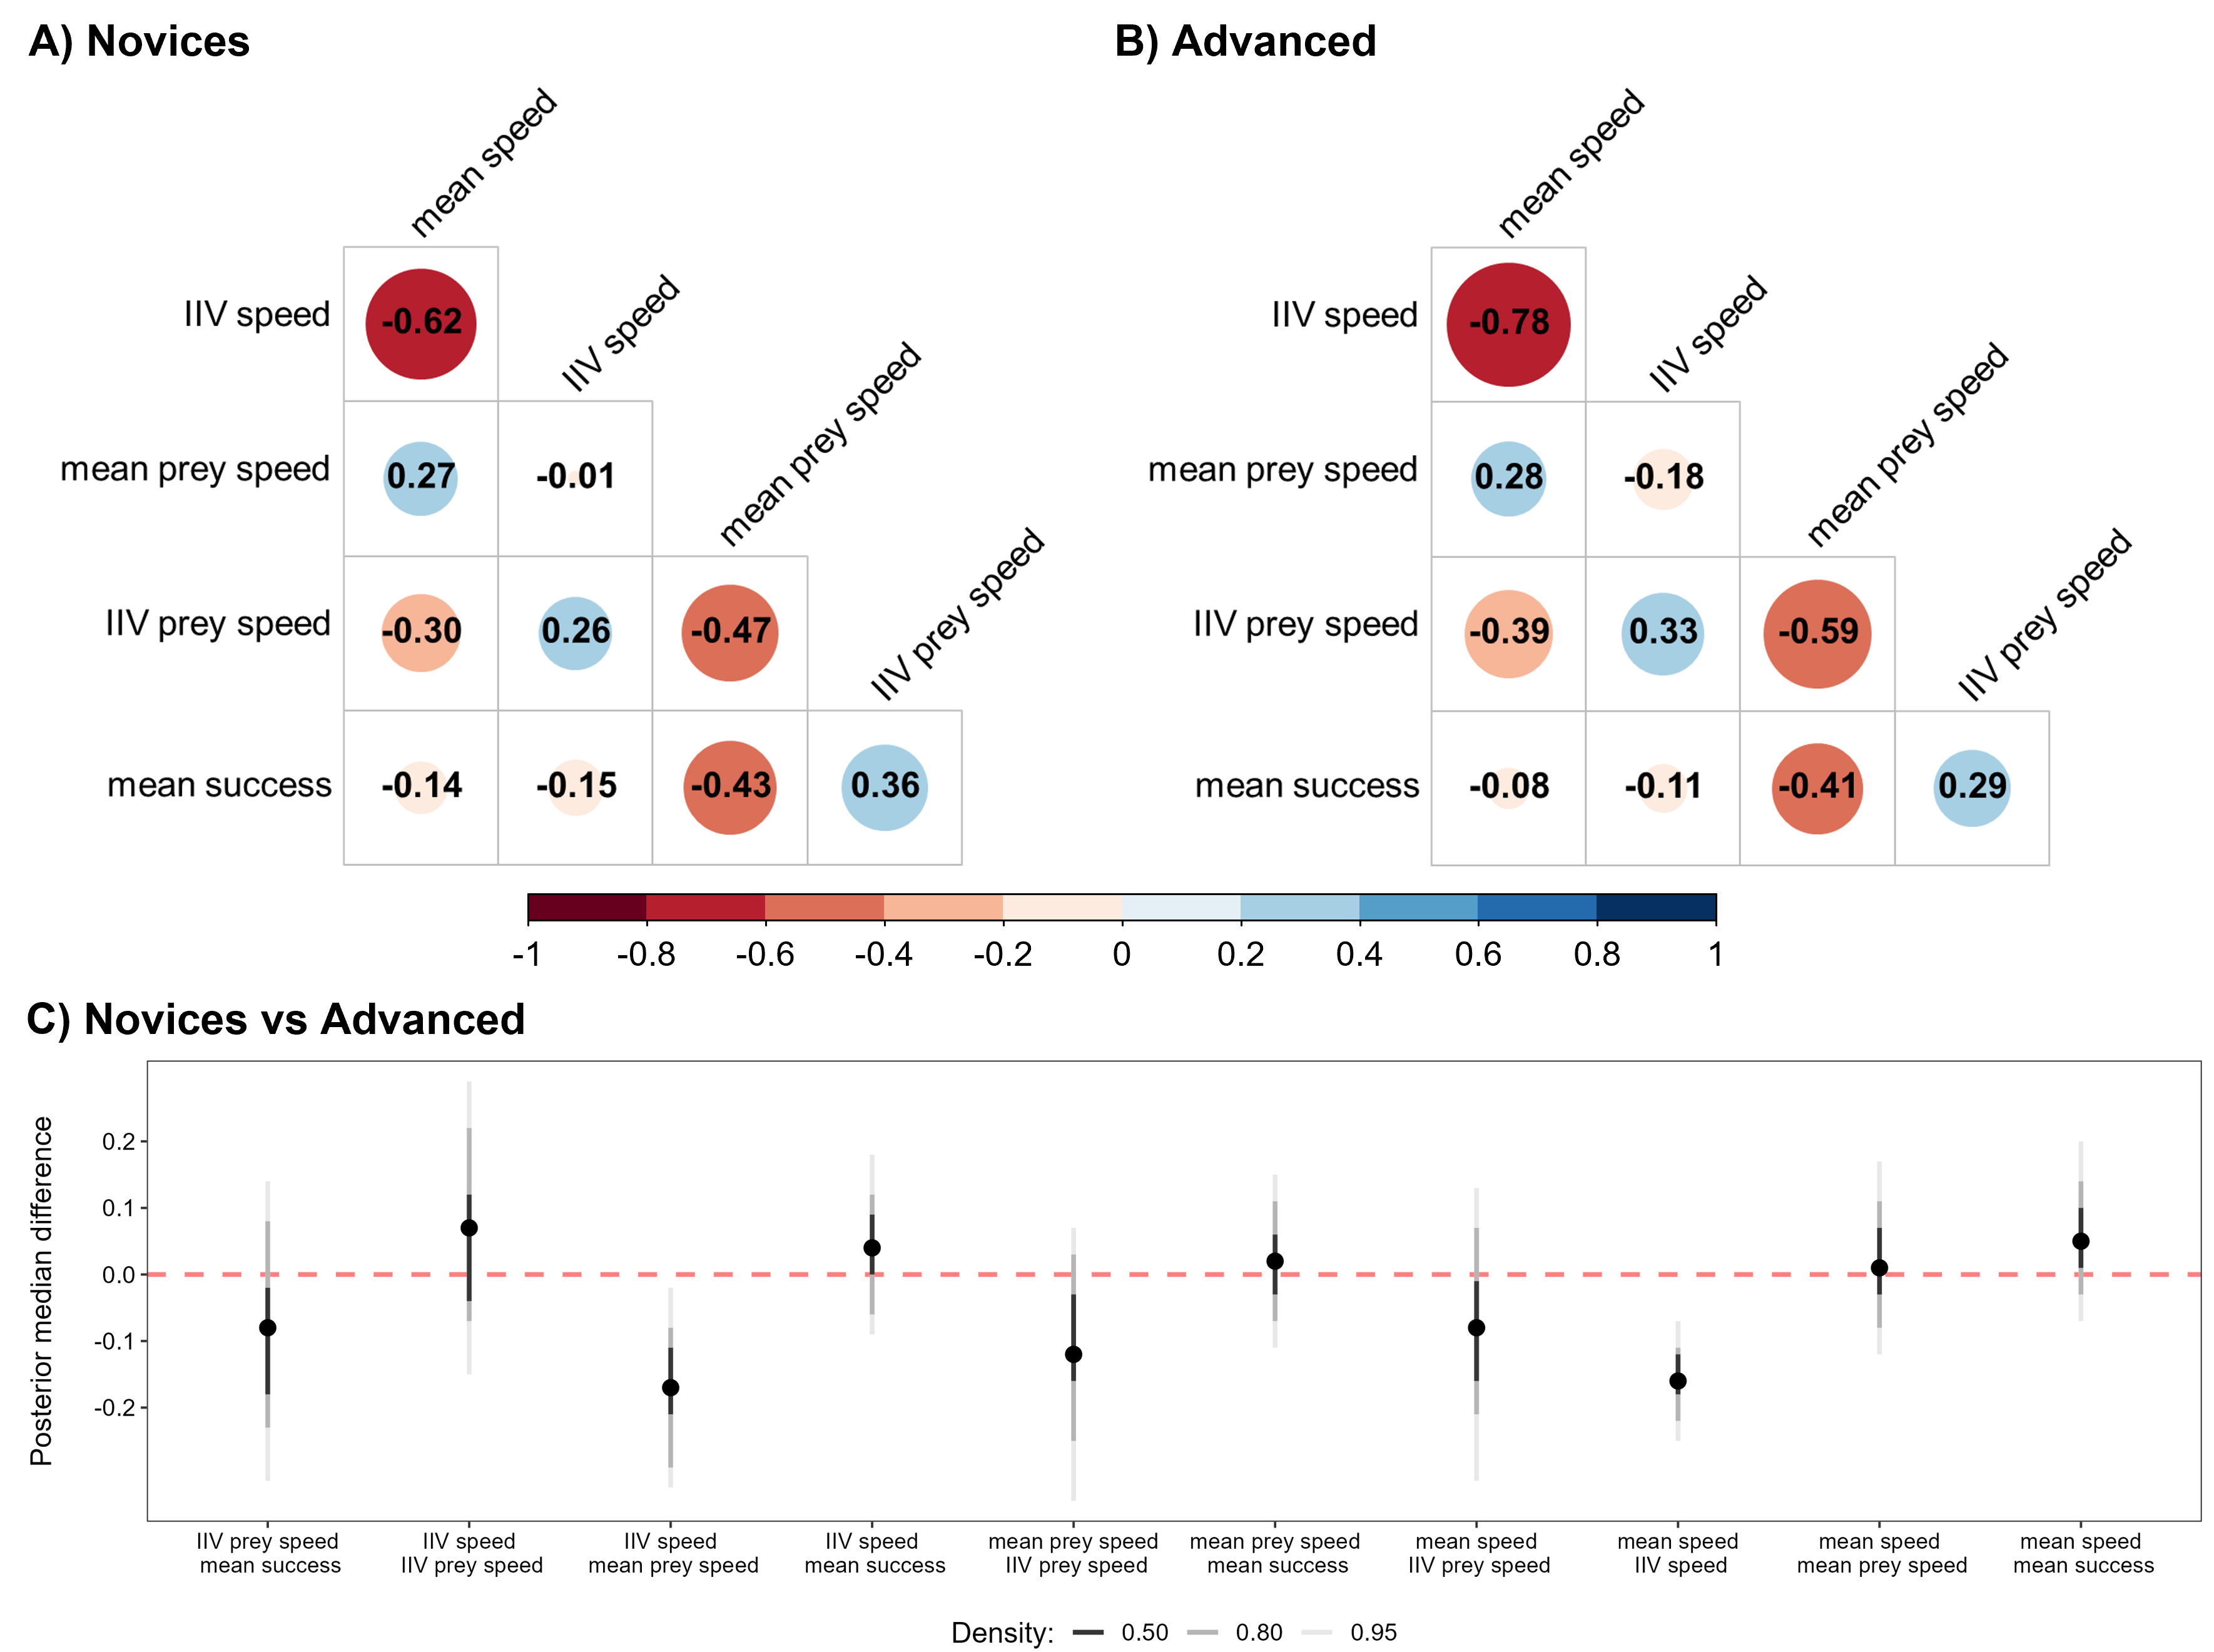 A) Novices
mean speed
IIV speed
-0.62
IIV speed
mean prey speed
0.27
-0.01
mean prey speed
IIV prey speed
-0.30
0.26
-0.47
IIV prey speed
mean success
-0.14
-0.15
-0.43
0.36
B) Advanced
mean speed
IIV speed
-0.78
IIV speed
mean prey speed
0.28
-0.18
mean prey speed
IIV prey speed
-0.39
0.33
-0.59
IIV prey speed
mean success
-0.08
-0.11
-0.41
0.29
-1 -0.8 -0.6 -0.4 -0.2 0 0.2 0.4 0.6 0.8 1
C) Novices vs Advanced
Posterior median difference
0.2
0.1
0.0
-0.1
-0.2
IIV prey speed
mean success
IIV speed
IIV prey speed
IIV speed
mean prey speed
IIV speed
mean success
mean prey speed
IIV prey speed
mean prey speed
mean success
mean speed
IIV prey speed
mean speed
IIV speed
mean speed
mean prey speed
mean speed
mean success
Density: 0.50 0.80 0.95